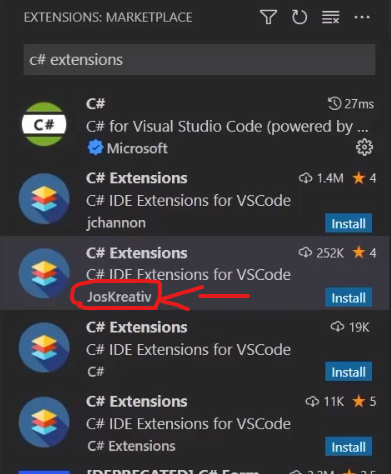 EXTENSIONS: MARKETPLACE
c# extensions
C#
C# 27ms
C# for Visual Studio Code (powered by ...
Microsoft
C# Extensions 1.4M ★ 4
C# IDE Extensions for VSCode
jchannon Install
C# Extensions 252K ★ 4
C# IDE Extensions for VSCode
JosKreativ Install
C# Extensions 19K
C# IDE Extensions for VSCode
C# Install
C# Extensions 11K ★ 5
C# IDE Extensions for VSCode
C# Extensions Install
[DEPRECATED] C# Form